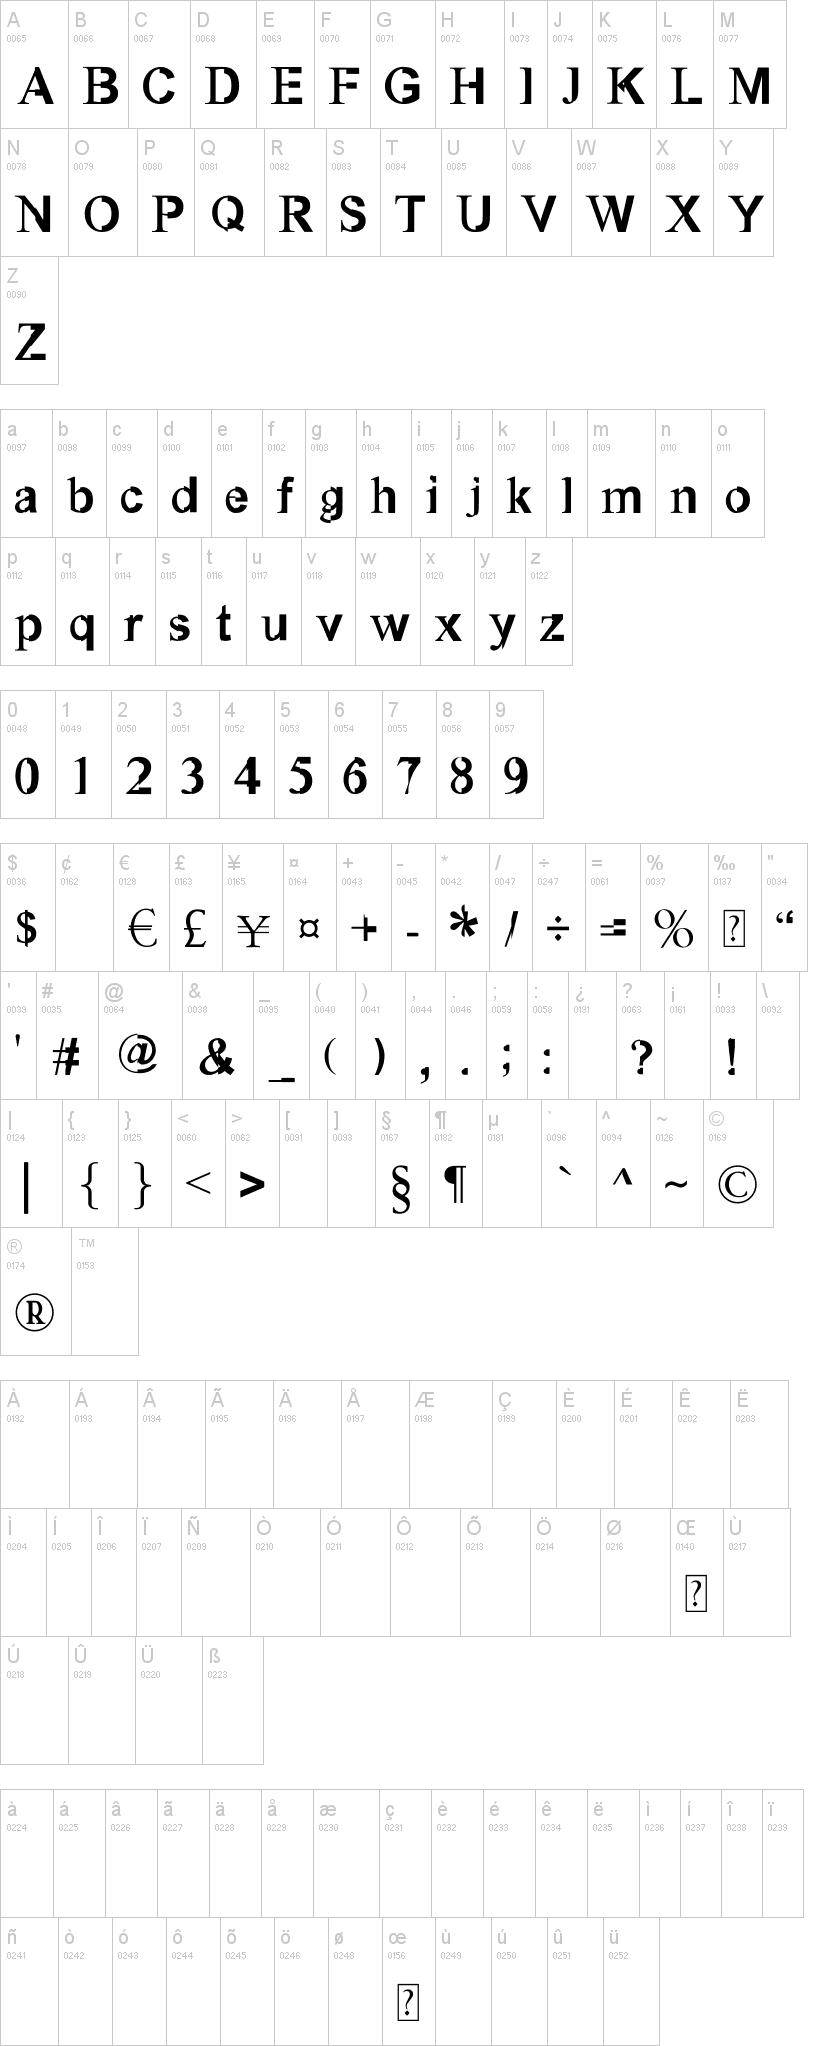 A B C D E F G H I J K L M
0065 0066 0067 0068 0069 0070 0071 0072 0073 0074 0075 0076 0077
A B C D E F G H I J K L M
N O P Q R S T U V W X Y
0078 0079 0080 0081 0082 0083 0084 0085 0086 0087 0088 0089
N O P Q R S T U V W X Y
Z
0090
Z
a b c d e f g h i j k l m n o
0097 0098 0099 0100 0101 0102 0103 0104 0105 0106 0107 0108 0109 0110 0111
a b c d e f g h i j k l m n o
p q r s t u v w x y z
0112 0113 0114 0115 0116 0117 0118 0119 0120 0121 0122
p q r s t u v w x y z
0 1 2 3 4 5 6 7 8 9
0048 0049 0050 0051 0052 0053 0054 0055 0056 0057
0 1 2 3 4 5 6 7 8 9
$ ¢ € £ ¥ ¤ + - * / ÷ = % ‰ "
0036 0162 0128 0163 0165 0164 0043 0045 0042 0047 0247 0061 0037 0137 0034
$ € £ ¥ ¤ + - * / ÷ = % ? “
' # @ & _ ( ) , . ; : ¿ ? ¡ ! \
0039 0035 0064 0038 0095 0040 0041 0044 0046 0059 0058 0191 0063 0161 0033 0092
' # @ & _ ( ) , . ; : ? !
| { } < > [ ] § ¶ µ ` ^ ~ ©
0124 0123 0125 0060 0062 0091 0093 0167 0182 0181 0096 0094 0126 0169
| { } < > § ¶ ` ^ ~ ©
® ™
0174 0153
®
À Á Â Ã Ä Å Æ Ç È É Ê Ë
0192 0193 0194 0195 0196 0197 0198 0199 0200 0201 0202 0203
Ì Í Î Ï Ñ Ò Ó Ô Õ Ö Ø Œ Ù
0204 0205 0206 0207 0209 0210 0211 0212 0213 0214 0216 0140 0217
?
Ú Û Ü ß
0218 0219 0220 0223
à á â ã ä å æ ç è é ê ë ì í î ï
0224 0225 0226 0227 0228 0229 0230 0231 0232 0233 0234 0235 0236 0237 0238 0239
ñ ò ó ô õ ö ø œ ù ú û ü
0241 0242 0243 0244 0245 0246 0248 0156 0249 0250 0251 0252
?